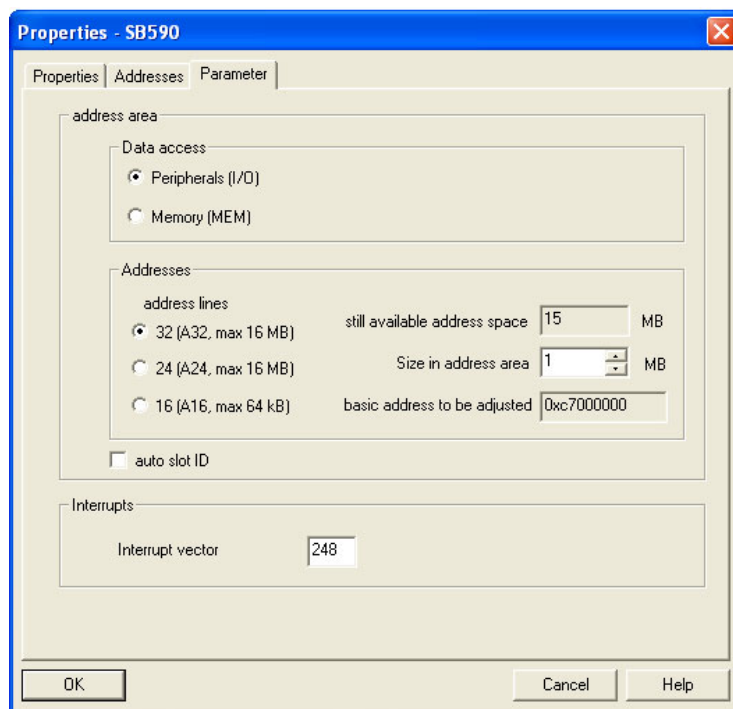 Properties - SB590
Properties Addresses Parameter
address area
Data access
Peripherals (I/O)
Memory (MEM)
Addresses
address lines
32 (A32, max 16 MB)
24 (A24, max 16 MB)
16 (A16, max 64 kB)
still available address space 15 MB
Size in address area 1 MB
basic address to be adjusted 0xc7000000
auto slot ID
Interrupts
Interrupt vector 248
OK Cancel Help